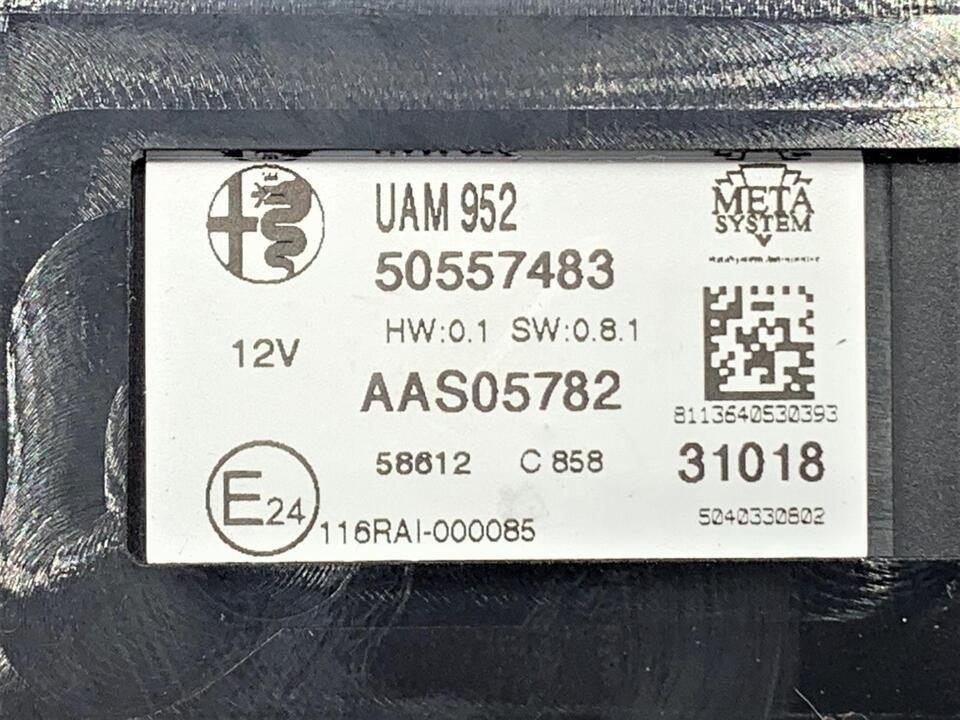 UAM 952
META
SYSTEM
50557483
12V
HW:0.1 SW:0.8.1
AAS05782
8113640530393
58612 C 858
31018
E24
116RAI-000085
5040330802